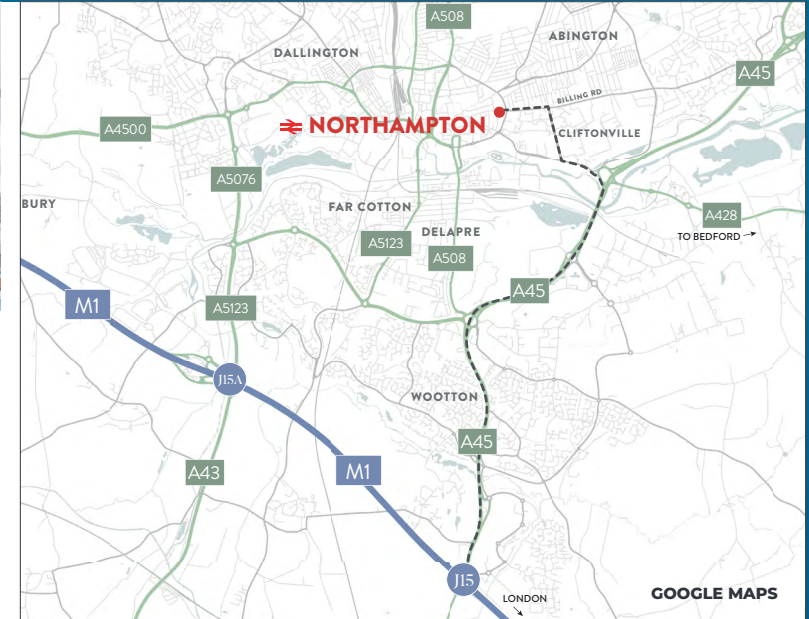 A508
ABINGTON
DALLINGTON
A45
BILLING RD
A4500
NORTHAMPTON
CLIFTONVILLE
A5076
BURY
FAR COTTON
A428
DELAPRE
TO BEDFORD
A5123
A508
A45
M1
A5123
J15A
WOOTTON
A45
M1
A43
J15
LONDON
GOOGLE MAPS